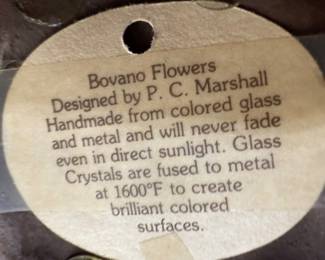 Bovano Flowers
Designed by P. C. Marshall
Handmade from colored glass
and metal and will never fade
even in direct sunlight. Glass
Crystals are fused to metal
at 1600°F to create
brilliant colored
surfaces.